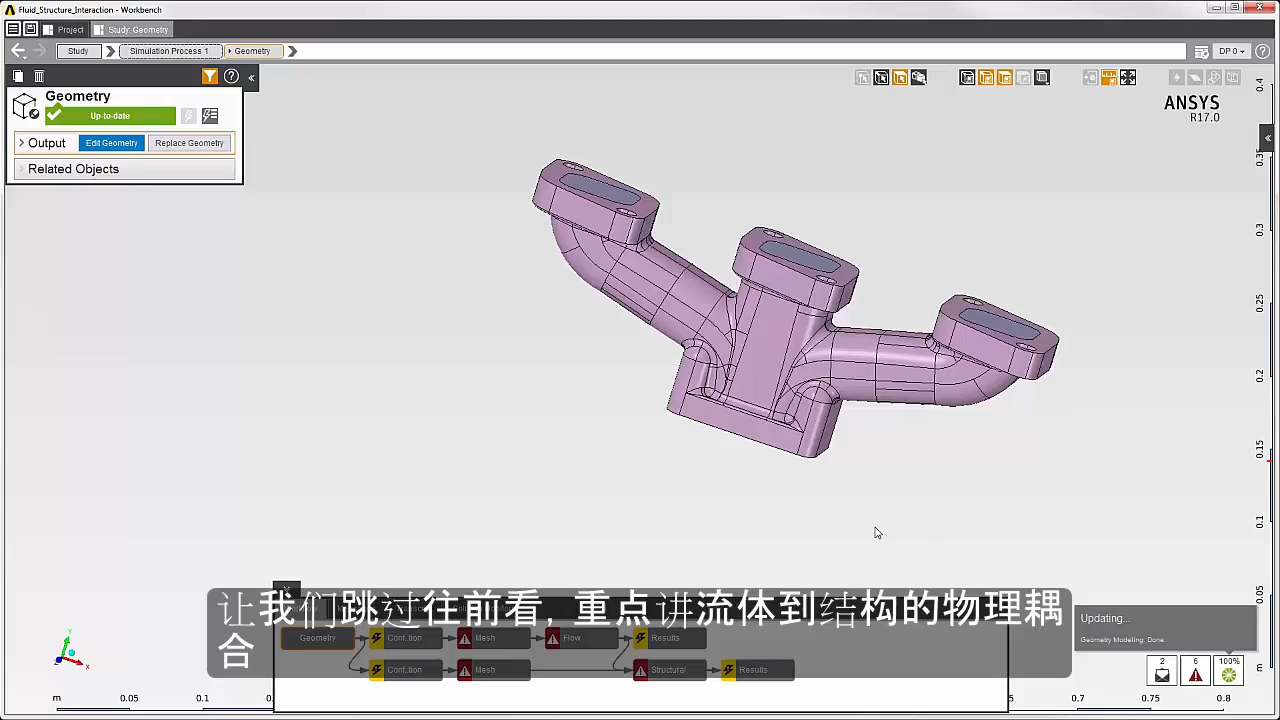 Fluid_Structure_Interaction - Workbench
Project
Study: Geometry
Study
Simulation Process 1
Geometry
DP 0
Geometry
Up-to-date
Output
Edit Geometry
Replace Geometry
Related Objects
ANSYS
R17.0
0.4
0.35
0.3
0.25
0.2
0.15
0.1
让我们跳过往前看, 重点讲流体到结构的物理耦
合
Geometry
Cont..tion
Mesh
Flow
Results
Cont..tion
Mesh
Structural
Results
Updating...
Geometry Modeling: Done.
2
6
100%
m
Y
X
Z
m
0.05
0.1
0.7
0.75
0.8